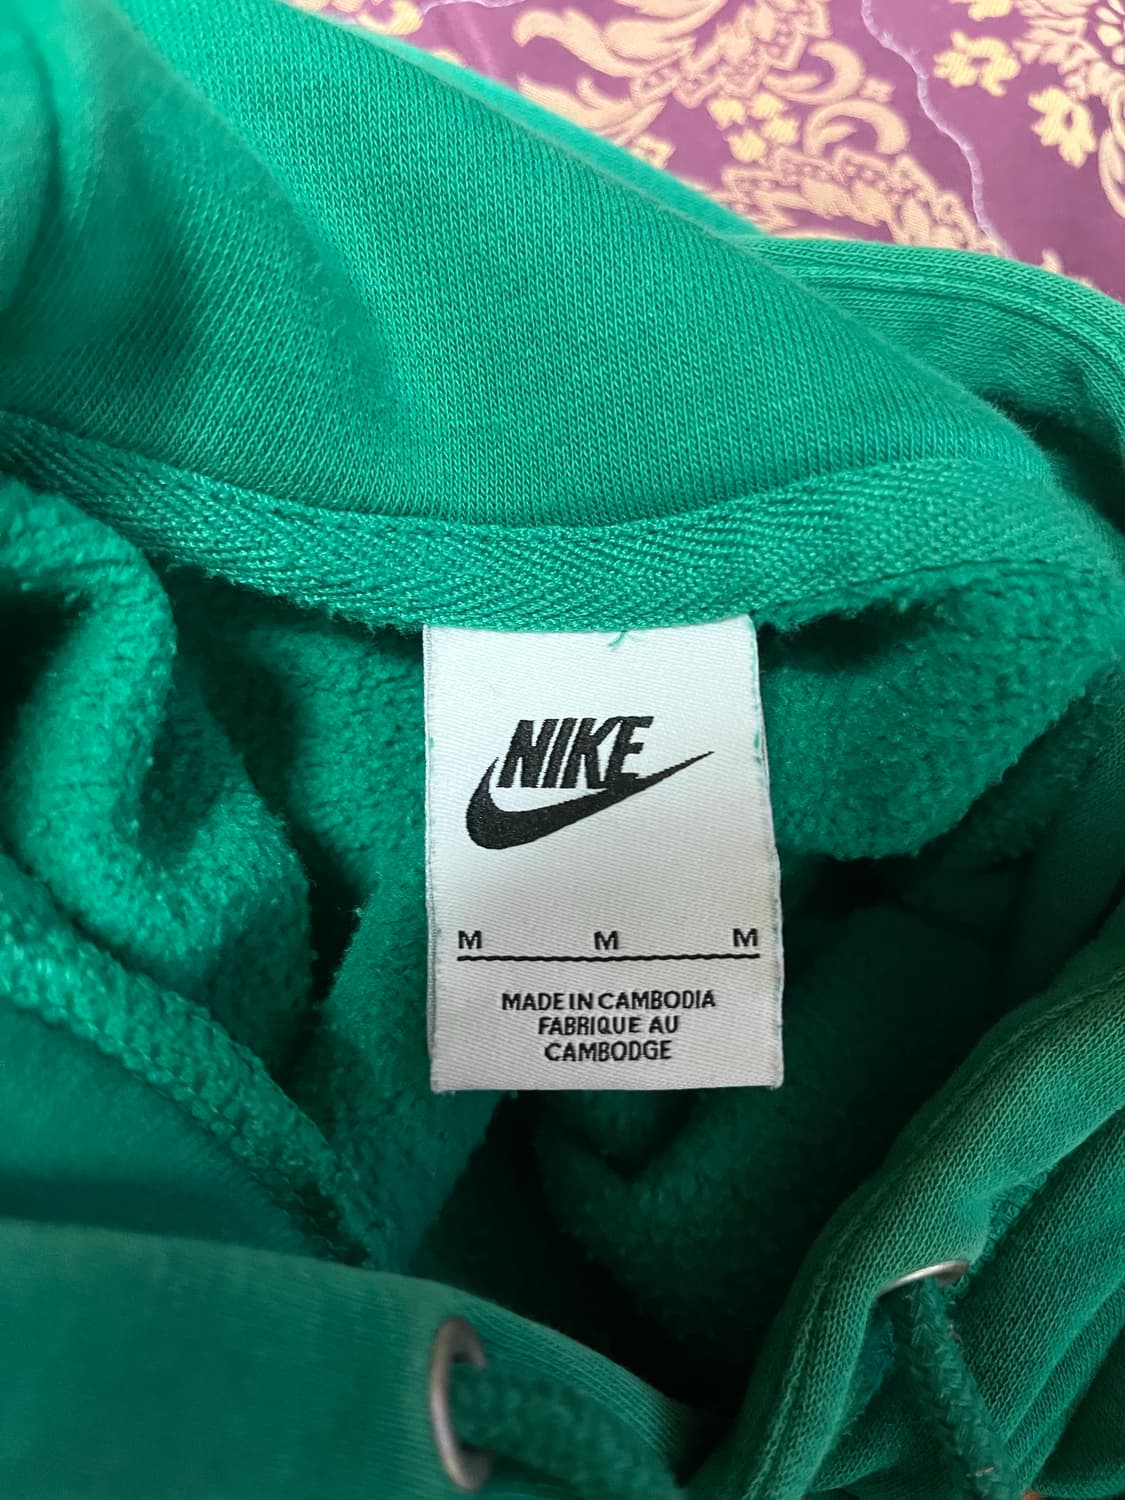 NIKE
M M M
MADE IN CAMBODIA
FABRIQUE AU
CAMBODGE